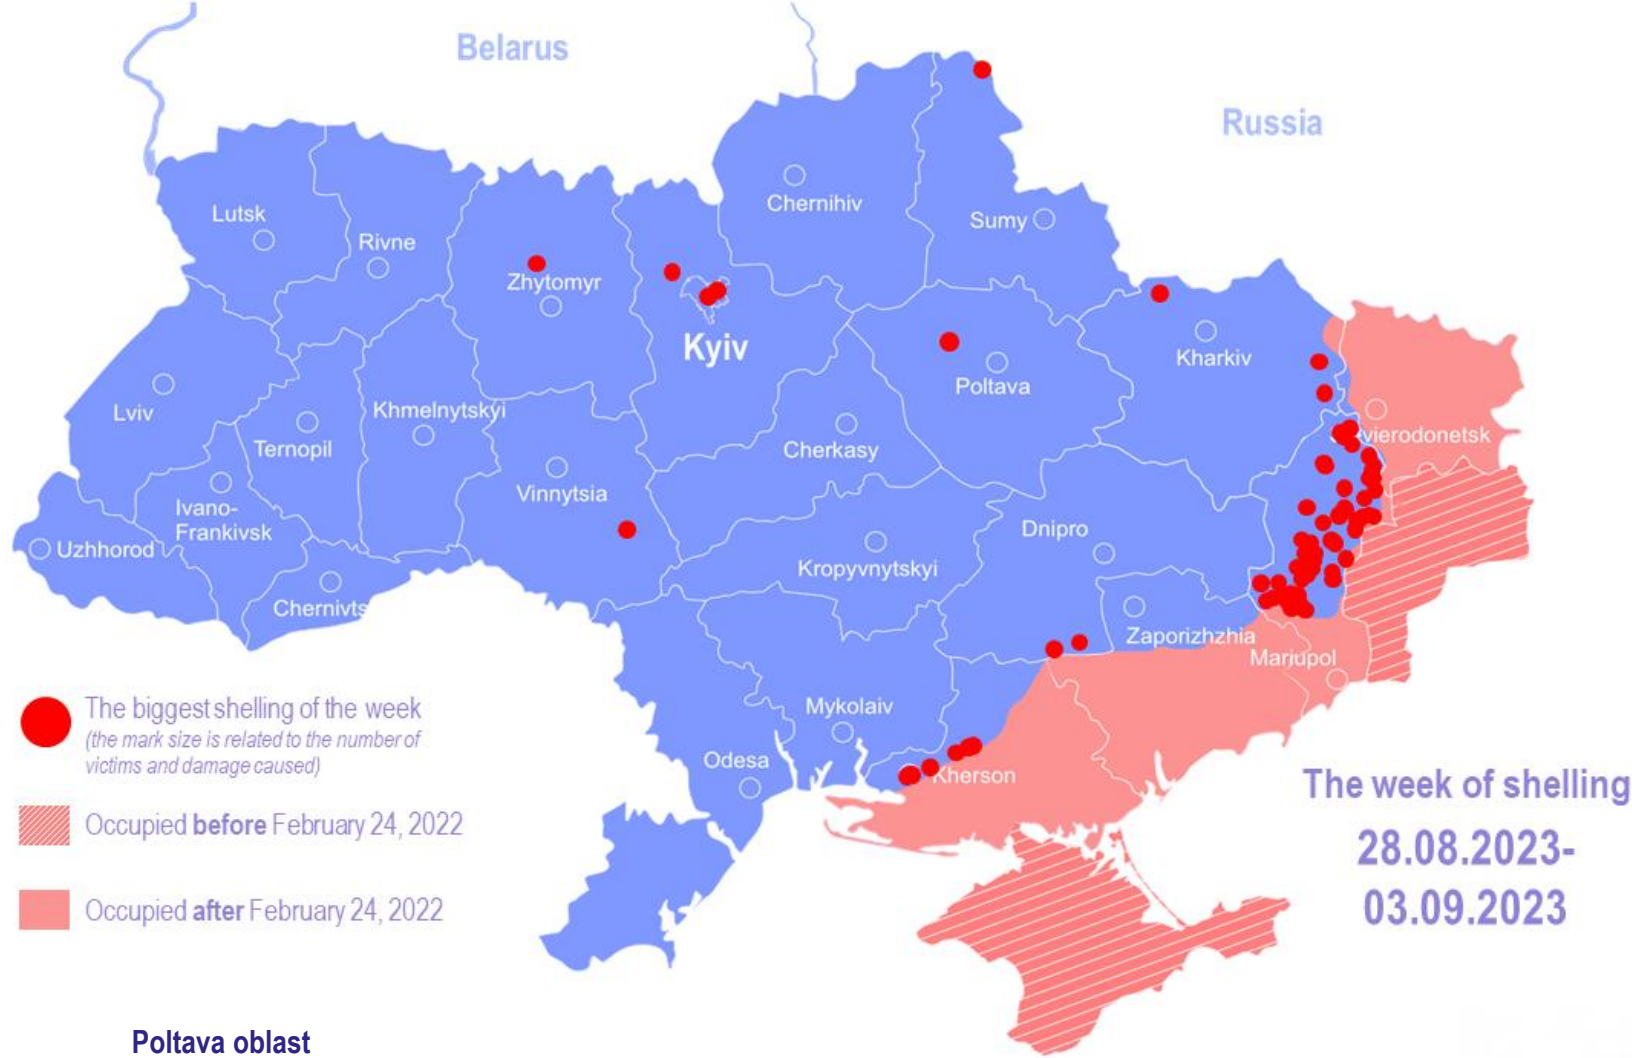 Belarus
Russia
Chernihiv
Sumy
Lutsk
Rivne
Zhytomyr
Kyiv
Kharkiv
Poltava
Lviv
Khmelnytskyi
Ternopil
Cherkasy
vierodonetsk
Vinnytsia
Ivano-
Frankivsk
Uzhhorod
Dnipro
Kropyvnytskyi
Chernivts
Zaporizhzhia
Mariupol
Mykolaiv
Odesa
Kherson
The biggest shelling of the week
(the mark size is related to the number of
victims and damage caused)
Occupied before February 24, 2022
Occupied after February 24, 2022
The week of shelling
28.08.2023-
03.09.2023
Poltava oblast